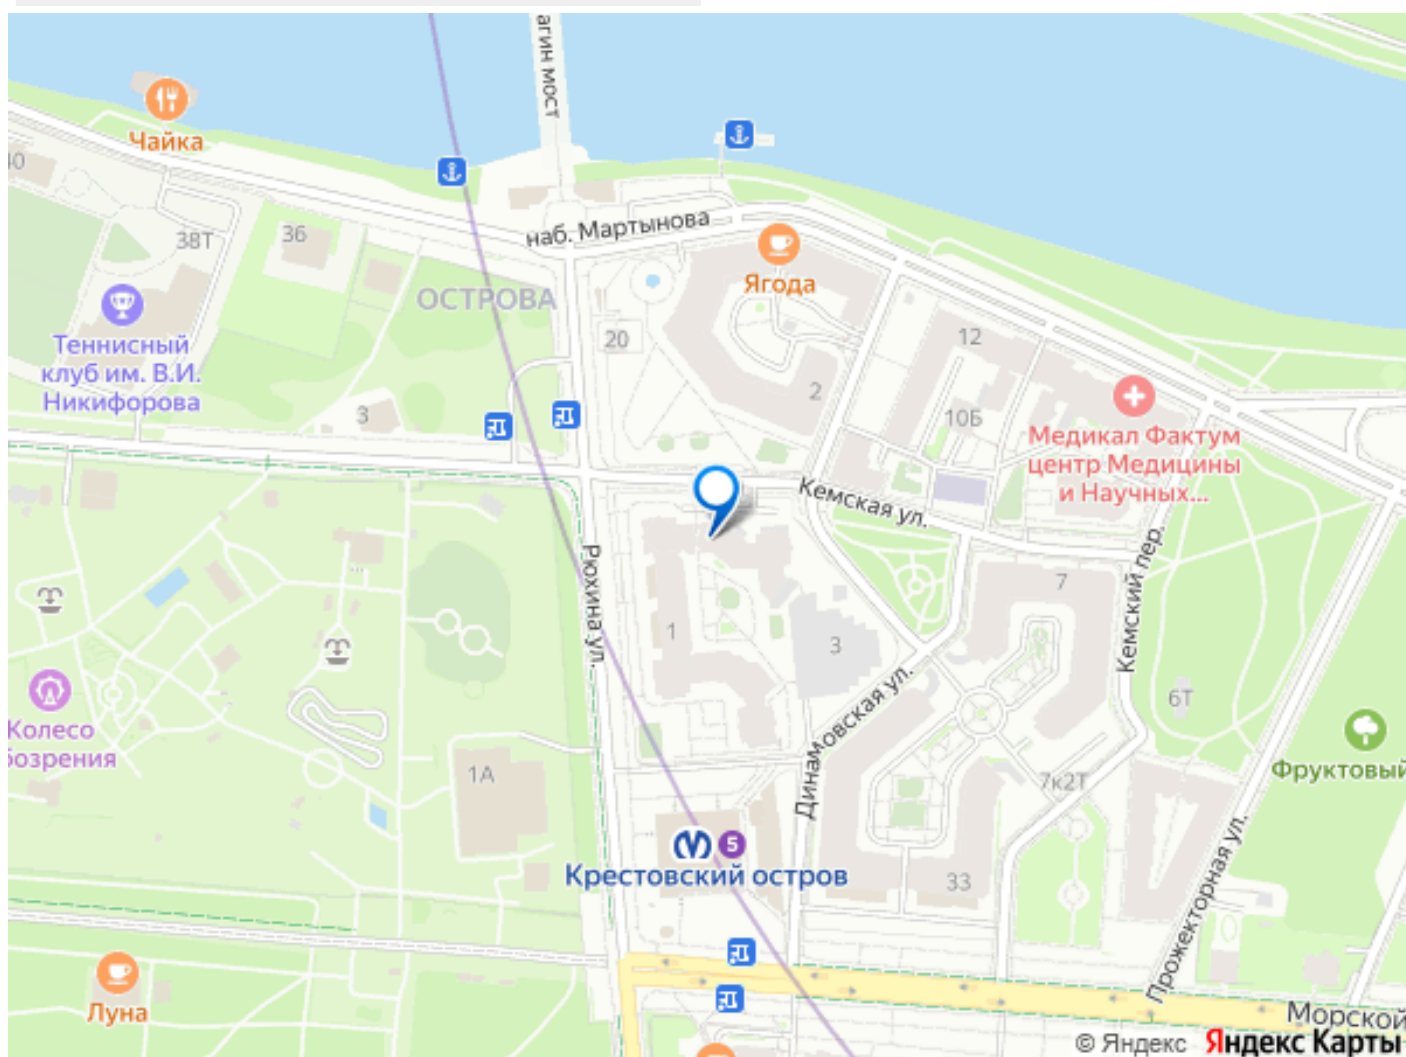 агин мост
Чайка
40
наб. Мартынова
38Т
36
Ягода
ОСТРОВА
20
12
Теннисный
клуб им. В.И.
Никифорова
3
2
10Б
Медикал Фактум
центр Медицины
и Научных...
Кемская ул.
Рюхина ул.
Кемский пер.
7
1
3
Динамовская ул.
6Т
Колесо
бозрения
1А
7к2Т
Фруктовый
5
Крестовский остров
33
Прожекторная ул.
Луна
Морской
© Яндекс Яндекс Карты